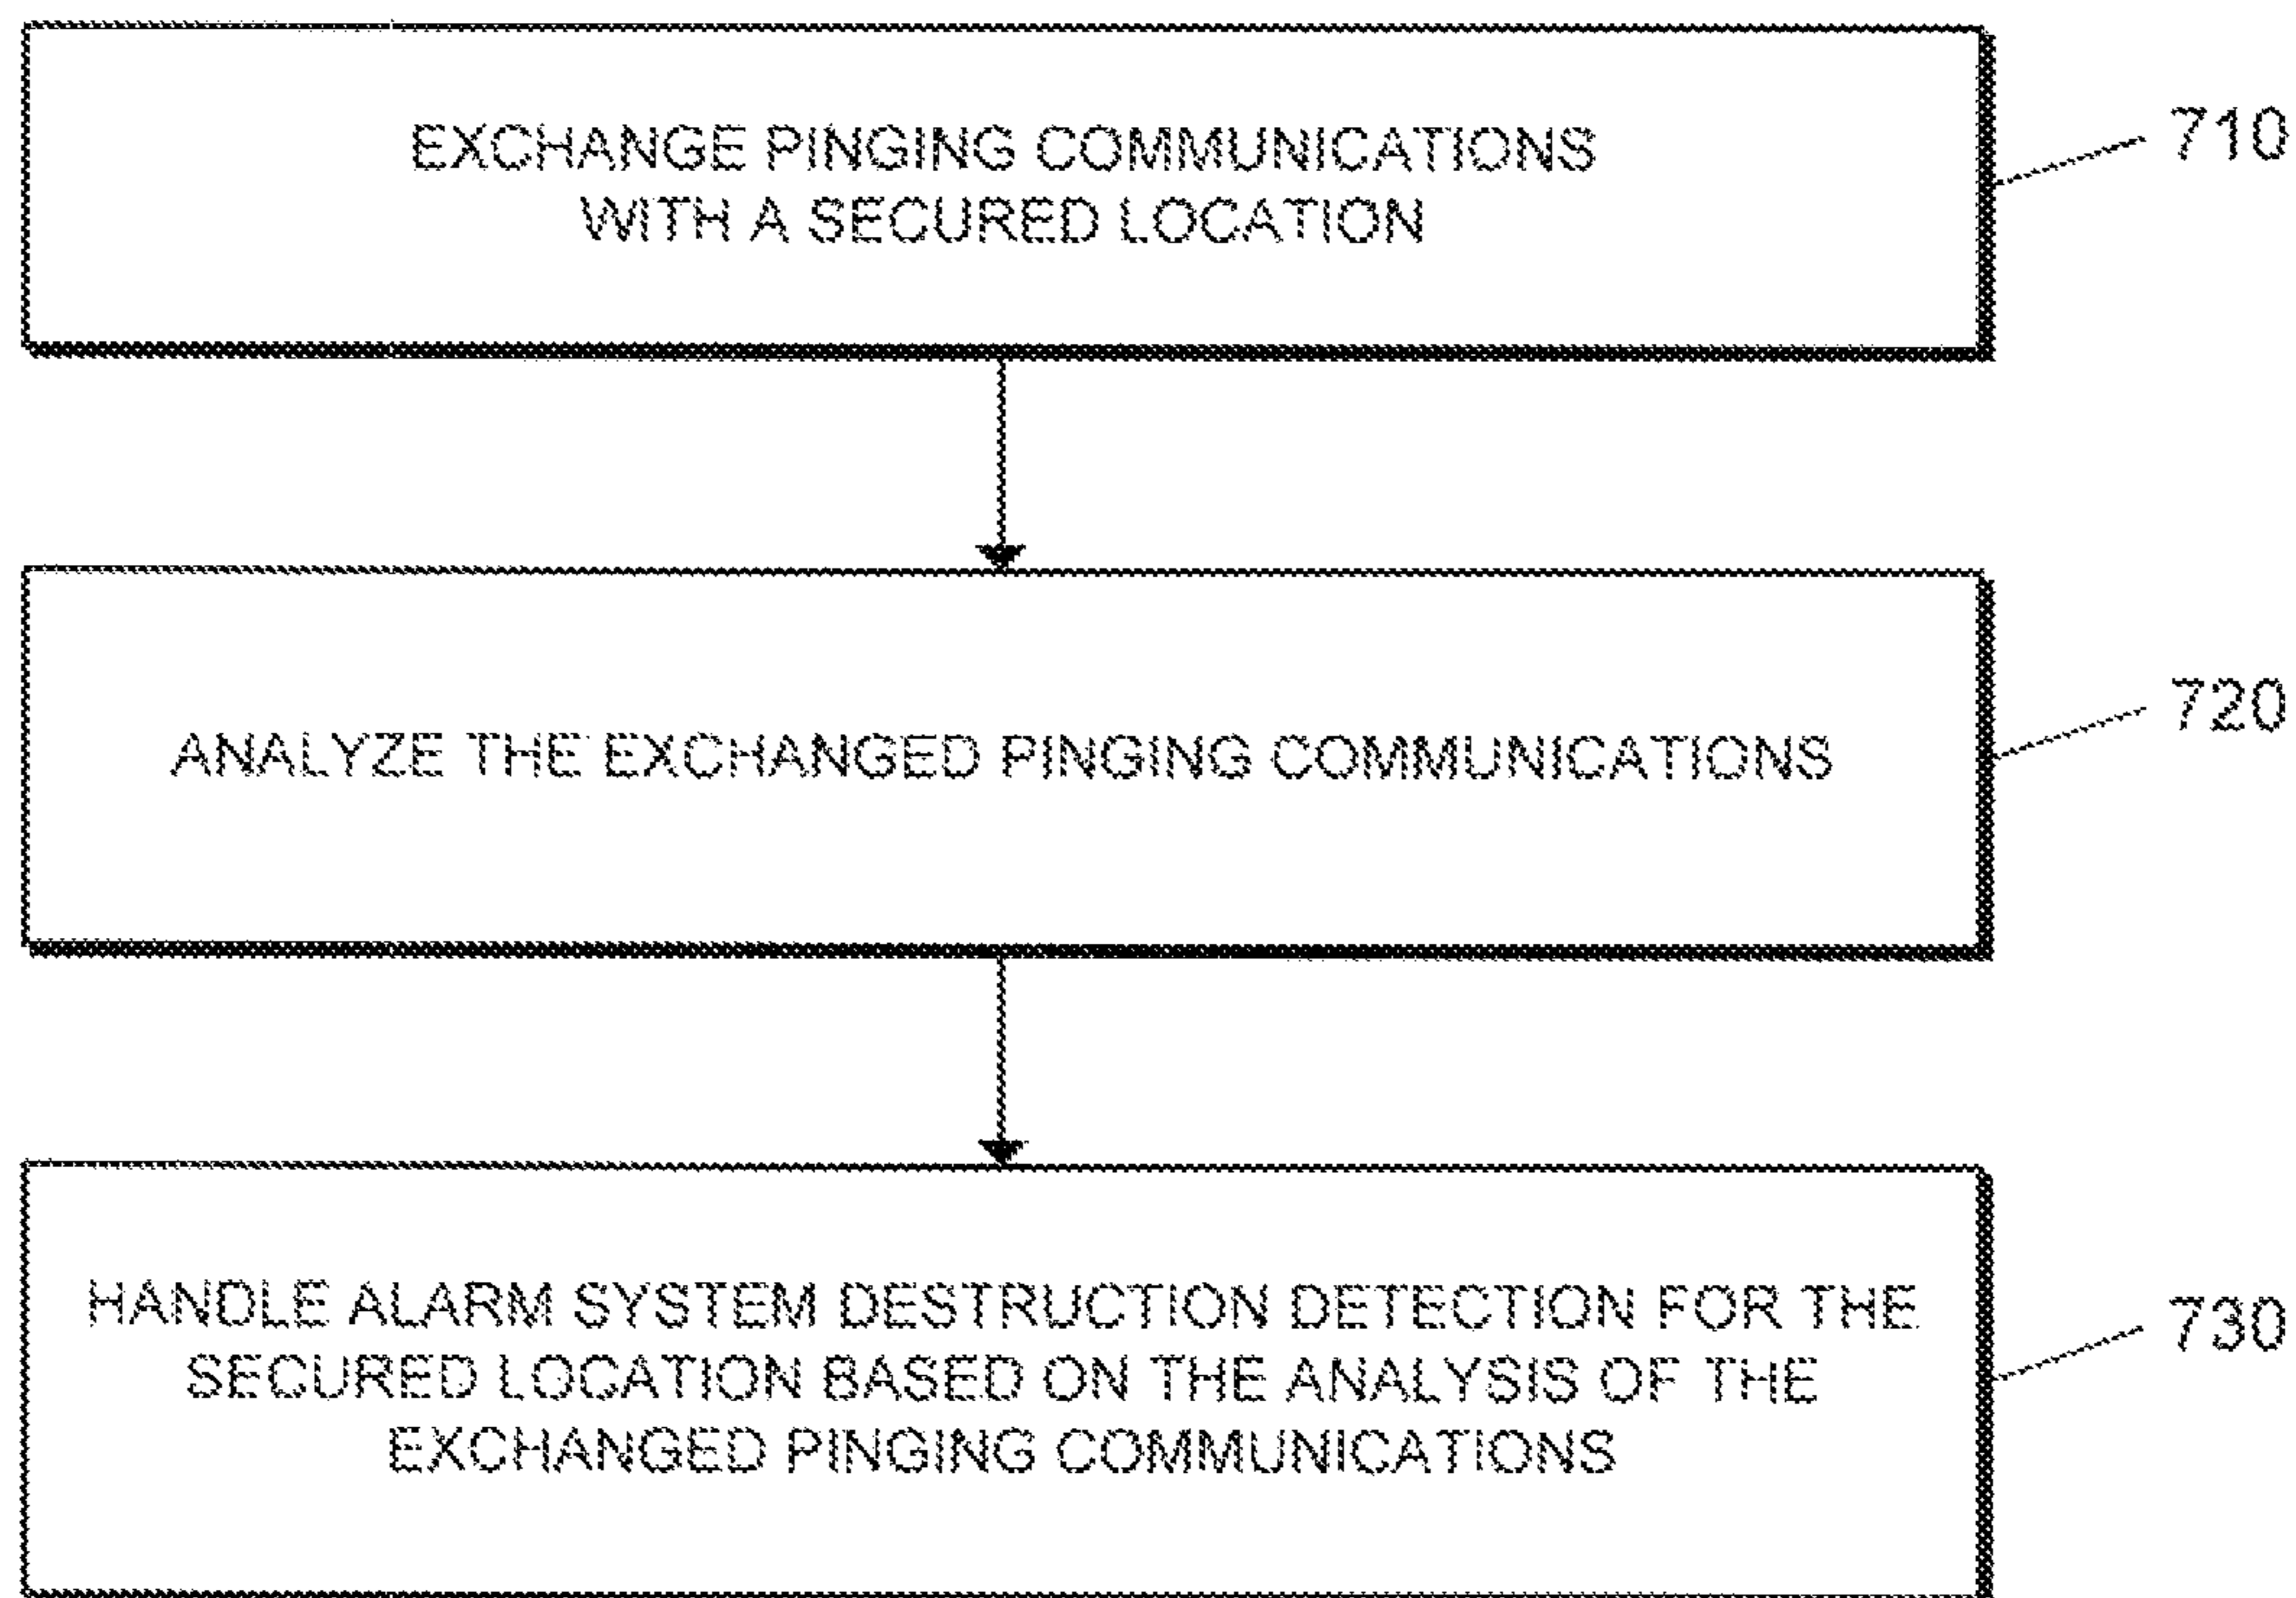 EXCHANGE PINGING COMMUNICATIONS
WITH A SECURED LOCATION
710
ANALYZE THE EXCHANGED PINGING COMMUNICATIONS
720
HANDLE ALARM SYSTEM DESTRUCTION DETECTION FOR THE
SECURED LOCATION BASED ON THE ANALYSIS OF THE
EXCHANGED PINGING COMMUNICATIONS
730